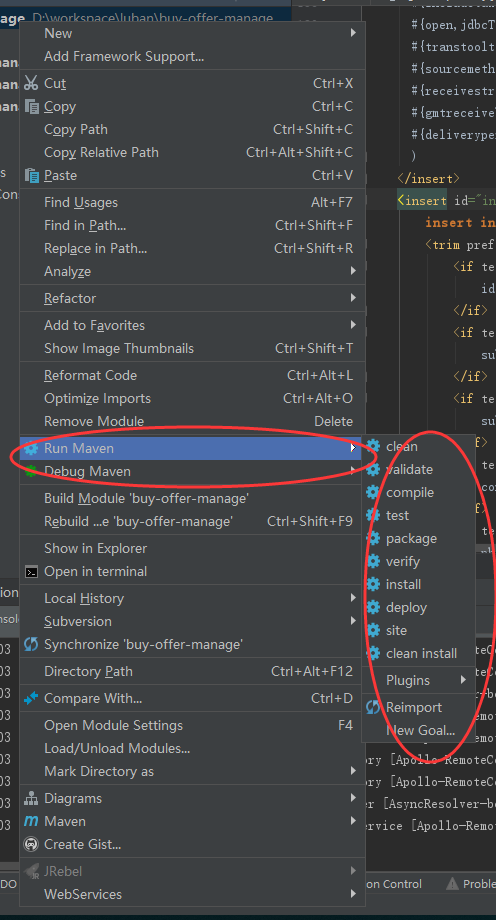 age D:\workspace\luban\buy-offer-manage
New
Add Framework Support...
Cut Ctrl+X
Copy Ctrl+C
Copy Path Ctrl+Shift+C
Copy Relative Path Ctrl+Alt+Shift+C
Paste Ctrl+V
Find Usages Alt+F7
Find in Path... Ctrl+Shift+F
Replace in Path... Ctrl+Shift+R
Analyze
Refactor
Add to Favorites
Show Image Thumbnails Ctrl+Shift+T
Reformat Code Ctrl+Alt+L
Optimize Imports Ctrl+Alt+O
Remove Module Delete
Run Maven
Debug Maven
Build Module 'buy-offer-manage'
Rebuild ...e 'buy-offer-manage' Ctrl+Shift+F9
Show in Explorer
Open in terminal
Local History
Subversion
Synchronize 'buy-offer-manage'
Directory Path Ctrl+Alt+F12
Compare With... Ctrl+D
Open Module Settings F4
Load/Unload Modules...
Mark Directory as
Diagrams
Maven
Create Gist...
JRebel
WebServices
clean
validate
compile
test
package
verify
install
deploy
site
clean install
Plugins
Reimport
New Goal...
#{open,jdbcT
#{transtoolt
#{sourcemeth
#{receivestr
#{gmtreceive
#{deliveryper
)
</insert>
<insert id="in
insert in
<trim pref
<if te
id
</if>
<if te
su
</if>
<if te
su
ory [Apollo-RemoteCo
er [AsyncResolver-bo
ervice [Apollo-Remo
on Control
Proble